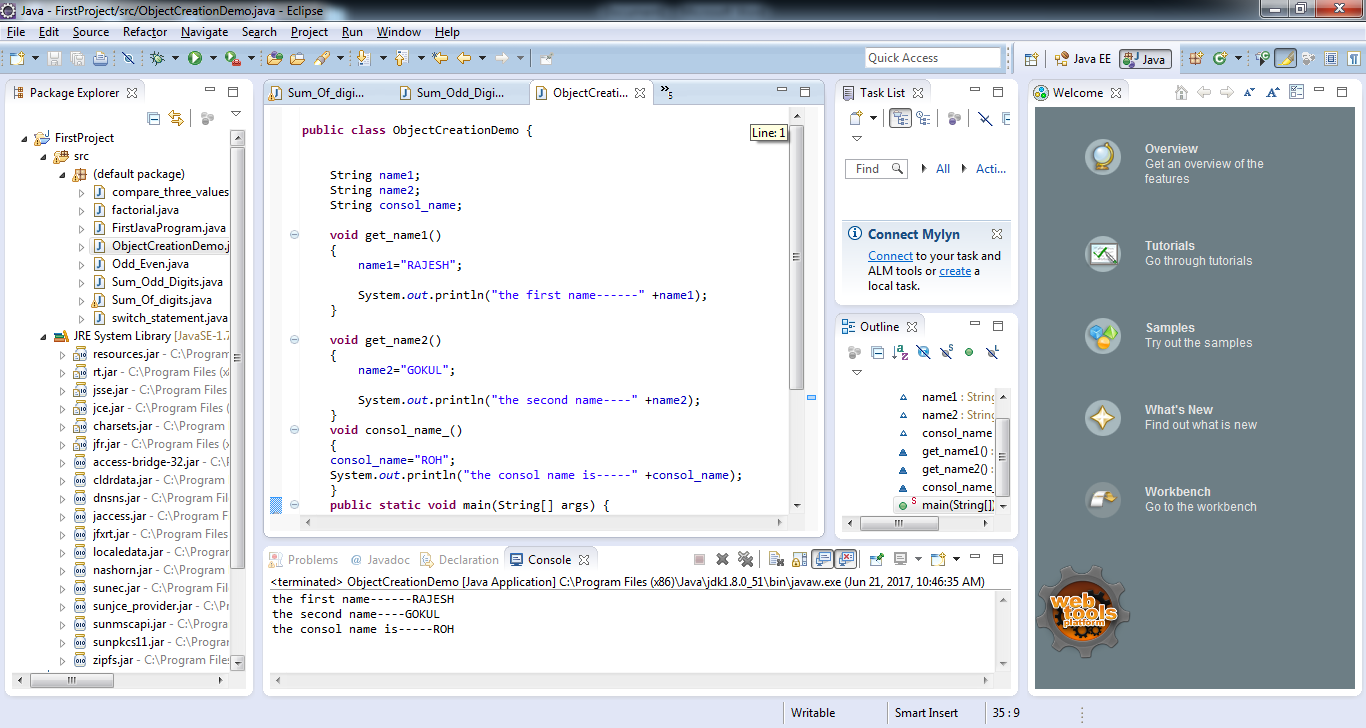 Java - FirstProject/src/ObjectCreationDemo.java - Eclipse
File Edit Source Refactor Navigate Search Project Run Window Help
Quick Access
Java EE
Java
Package Explorer
FirstProject
src
(default package)
compare_three_values
factorial.java
FirstJavaProgram.java
ObjectCreationDemo.j
Odd_Even.java
Sum_Odd_Digits.java
Sum_Of_digits.java
switch_statement.java
JRE System Library [JavaSE-1.7
resources.jar - C:\Program
rt.jar - C:\Program Files (x
jsse.jar - C:\Program Files
jce.jar - C:\Program Files (
charsets.jar - C:\Program
jfr.jar - C:\Program Files (x
access-bridge-32.jar - C:\
cldrdata.jar - C:\Program
dnsns.jar - C:\Program Fil
jaccess.jar - C:\Program F
jfxrt.jar - C:\Program Files
localedata.jar - C:\Progra
nashorn.jar - C:\Program
sunec.jar - C:\Program Fil
sunjce_provider.jar - C:\P
sunmscapi.jar - C:\Progra
sunpkcs11.jar - C:\Progra
zipfs.jar - C:\Program Files
Sum_Of_digi...
Sum_Odd_Digi...
ObjectCreati...
»5
Line: 1
public class ObjectCreationDemo {
String name1;
String name2;
String consol_name;
void get_name1()
{
name1="RAJESH";
System.out.println("the first name------" +name1);
}
void get_name2()
{
name2="GOKUL";
System.out.println("the second name----" +name2);
}
void consol_name_()
{
consol_name="ROH";
System.out.println("the consol name is-----" +consol_name);
}
public static void main(String[] args) {
Problems
@ Javadoc
Declaration
Console
<terminated> ObjectCreationDemo [Java Application] C:\Program Files (x86)\Java\jdk1.8.0_51\bin\javaw.exe (Jun 21, 2017, 10:46:35 AM)
the first name------RAJESH
the second name----GOKUL
the consol name is-----ROH
Task List
Find
All
Acti...
Connect Mylyn
Connect to your task and
ALM tools or create a
local task.
Outline
name1 : String
name2 : String
consol_name
get_name1() :
get_name2() :
consol_name_
main(String[])
Welcome
Overview
Get an overview of the
features
Tutorials
Go through tutorials
Samples
Try out the samples
What's New
Find out what is new
Workbench
Go to the workbench
web
tools
platform
Writable
Smart Insert
35 : 9